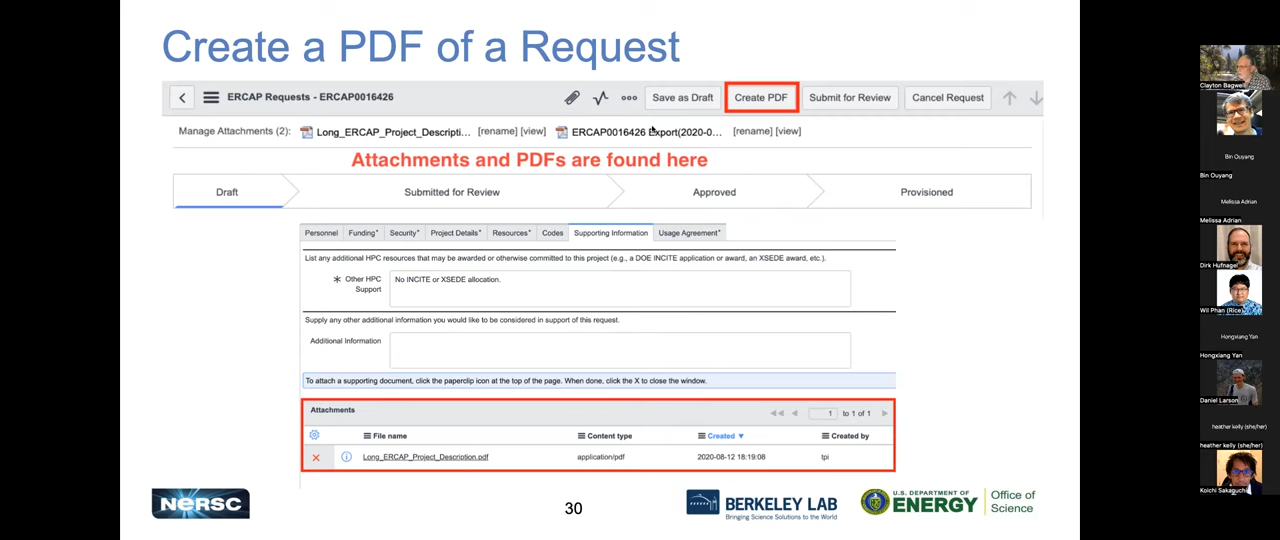 Create a PDF of a Request
ERCAP Requests - ERCAP0016426
Save as Draft
Create PDF
Submit for Review
Cancel Request
Manage Attachments (2):
Long_ERCAP_Project_Descripti... [rename] [view]
ERCAP0016426 Export(2020-0... [rename] [view]
Attachments and PDFs are found here
Draft
Submitted for Review
Approved
Provisioned
Personnel
Funding*
Security*
Project Details*
Resources*
Codes
Supporting Information
Usage Agreement*
List any additional HPC resources that may be awarded or otherwise committed to this project (e.g., a DOE INCITE application or award, an XSEDE award, etc.).
Other HPC
Support
No INCITE or XSEDE allocation.
Supply any other additional information you would like to be considered in support of this request.
Additional Information
To attach a supporting document, click the paperclip icon at the top of the page. When done, click the X to close the window.
Attachments
1 to 1 of 1
File name
Content type
Created
Created by
Long_ERCAP_Project_Description.pdf
application/pdf
2020-08-12 18:19:08
tpi
NERSC
30
BERKELEY LAB
Bringing Science Solutions to the World
U.S. DEPARTMENT OF
ENERGY
Office of
Science
Clayton Bagwell
Bin Ouyang
Bin Ouyang
Melissa Adrian
Melissa Adrian
Dirk Hufnagel
Wil Phan (Rice)
Hongxiang Yan
Hongxiang Yan
Daniel Larson
heather kelly (she/her)
heather kelly (she/her)
Koichi Sakaguchi